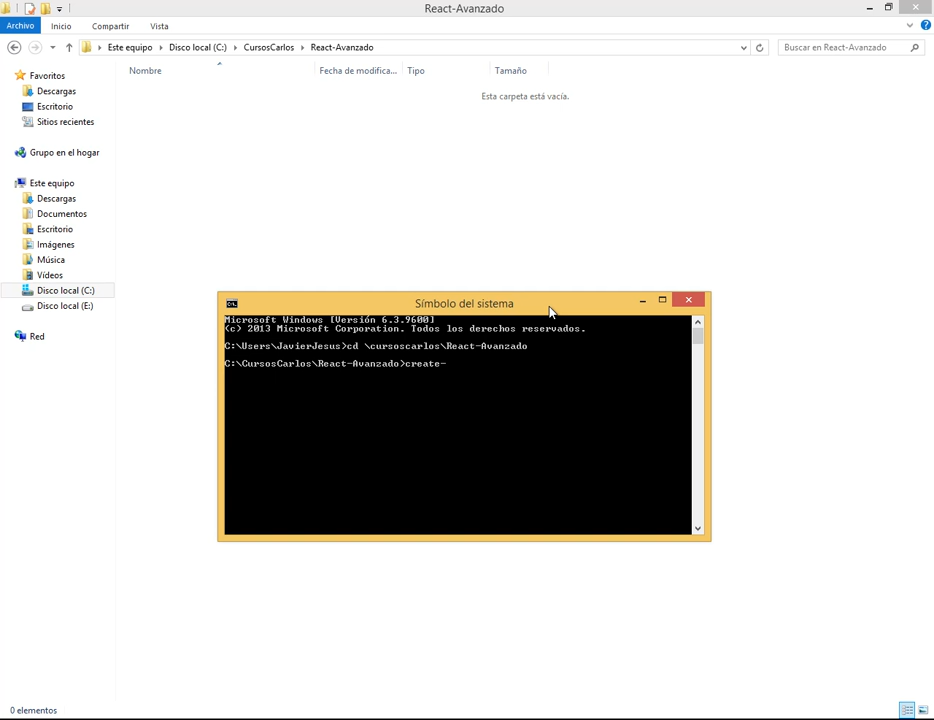 React-Avanzado
Archivo Inicio Compartir Vista
Este equipo Disco local (C:) CursosCarlos React-Avanzado
Buscar en React-Avanzado
Nombre Fecha de modifica... Tipo Tamaño
Esta carpeta está vacía.
Favoritos
Descargas
Escritorio
Sitios recientes
Grupo en el hogar
Este equipo
Descargas
Documentos
Escritorio
Imágenes
Música
Vídeos
Disco local (C:)
Disco local (E:)
Red
Símbolo del sistema
Microsoft Windows [Versión 6.3.9600]
(c) 2013 Microsoft Corporation. Todos los derechos reservados.
C:\Users\JavierJesus>cd \cursoscarlos\React-Avanzado
C:\CursosCarlos\React-Avanzado>create-
0 elementos